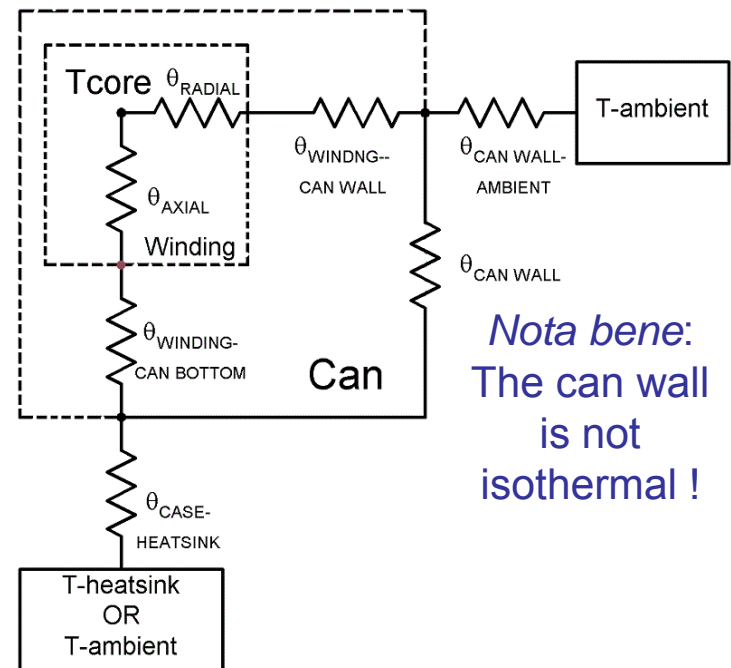 Tcore
θRADIAL
T-ambient
θWINDNG--
CAN WALL
θCAN WALL-
AMBIENT
θAXIAL
Winding
θCAN WALL
θWINDING-
CAN BOTTOM
Can
Nota bene:
The can wall
is not
isothermal !
θCASE-
HEATSINK
T-heatsink
OR
T-ambient